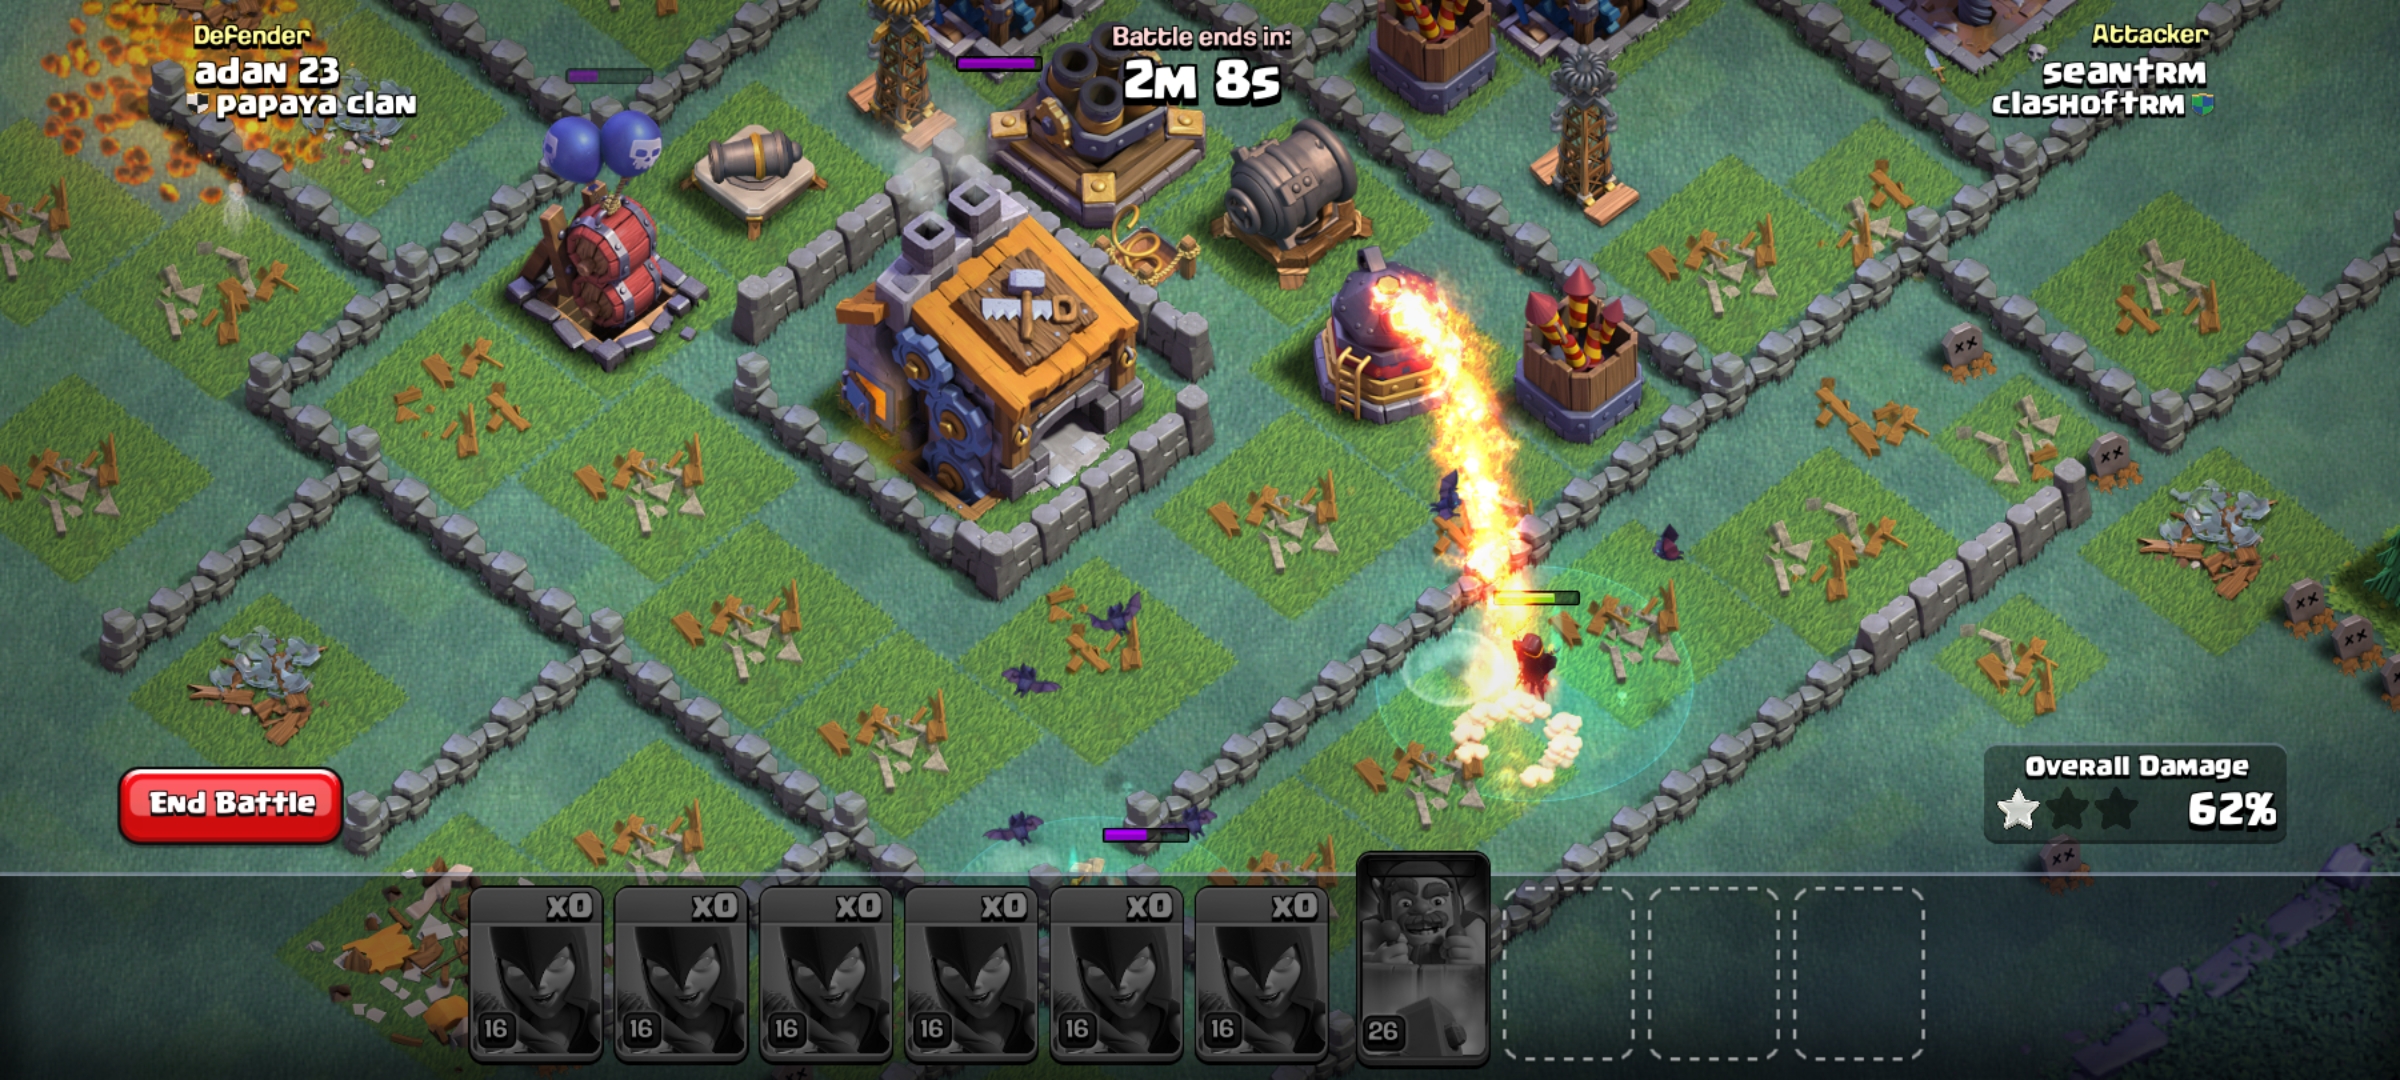 Defender
adan 23
papaya clan
Battle ends in:
2m 8s
Attacker
seantrm
clashoftrm
End Battle
Overall Damage
62%
x0
x0
x0
x0
x0
x0
16
16
16
16
16
16
26